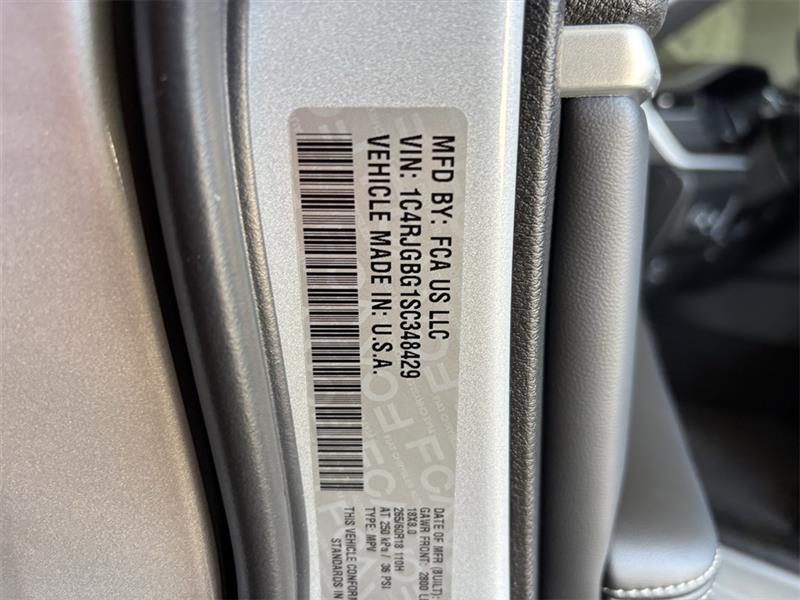 MFD BY: FCA US LLC
VIN: 1C4RJGBG1SC348429
VEHICLE MADE IN: U.S.A.
DATE OF MFR (BUILT):
GAWR FRONT: 2800 L
18X8.0
265/60R18 110H
AT 250 kPa / 36 PSI
TYPE: MPV
THIS VEHICLE CONFORM
STANDARDS IN